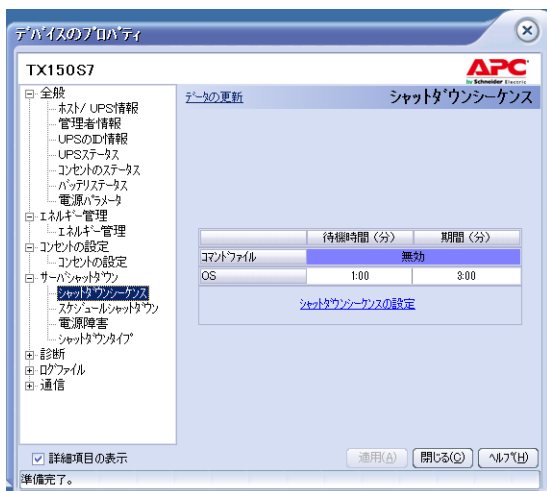 デバイスのプロパティ
TX150S7
APC
by Schneider Electric
データの更新
シャットダウンシーケンス
全般
ホスト/ UPS情報
管理者情報
UPSのID情報
UPSステータス
コンセントのステータス
バッテリステータス
電源パラメータ
エネルギー管理
エネルギー管理
コンセントの設定
コンセントの設定
サーバシャットダウン
シャットダウンシーケンス
スケジュールシャットダウン
電源障害
シャットダウンタイプ
診断
ログファイル
通信
待機時間（分） 期間（分）
コマンドファイル 無効
OS 1:00 3:00
シャットダウンシーケンスの設定
詳細項目の表示
適用(A) 閉じる(C) ヘルプ(H)
準備完了。